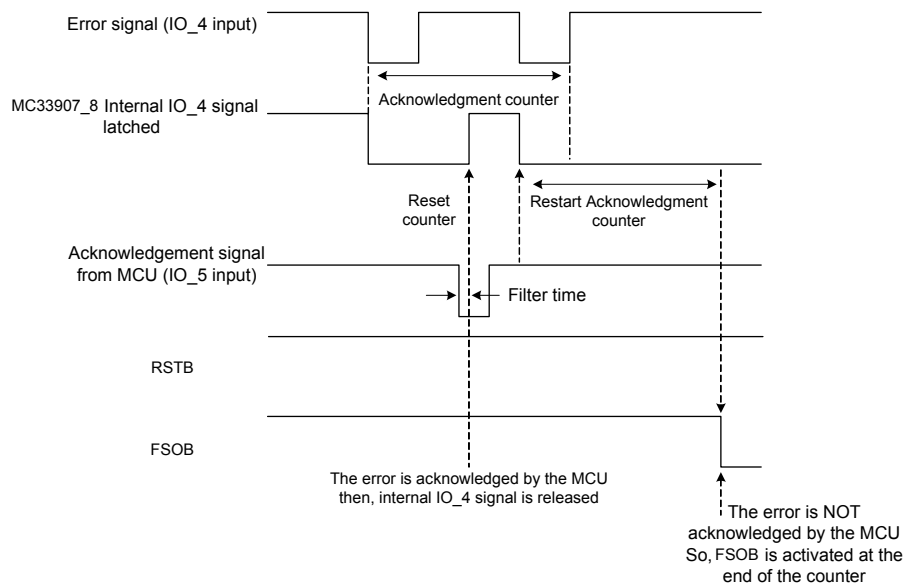 Error signal (IO_4 input)
Acknowledgment counter
MC33907_8 Internal IO_4 signal
latched
Reset
counter
Restart Acknowledgment
counter
Acknowledgement signal
from MCU (IO_5 input)
Filter time
RSTB
FSOB
The error is acknowledged by the MCU
then, internal IO_4 signal is released
The error is NOT
acknowledged by the MCU
So, FSOB is activated at the
end of the counter